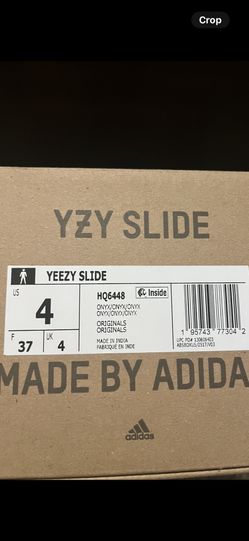 Crop
YZY SLIDE
YEEZY SLIDE
US
4
HQ6448
Inside
ONYX/ONYX/ONYX
ONYX/ONYX/ONYX
ORIGINALS
ORIGINALS
F
37
UK
4
MADE IN INDIA
FABRIQUÉ EN INDE
1 95743 77304 2
MADE BY ADIDA
adidas